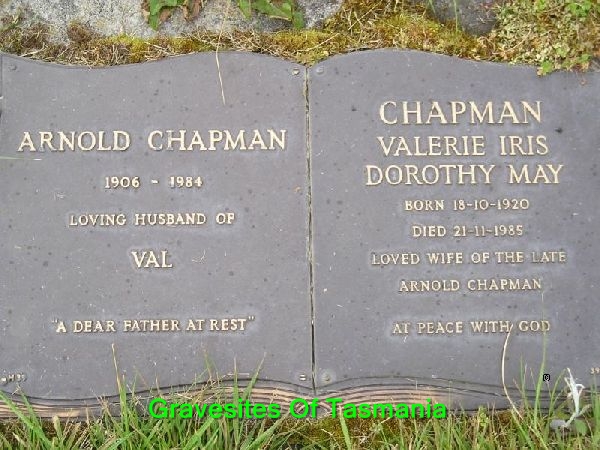 ARNOLD CHAPMAN
1906 - 1984
LOVING HUSBAND OF
VAL
"A DEAR FATHER AT REST"
CHAPMAN
VALERIE IRIS
DOROTHY MAY
BORN 18-10-1920
DIED 21-11-1985
LOVED WIFE OF THE LATE
ARNOLD CHAPMAN
AT PEACE WITH GOD
Gravesites Of Tasmania